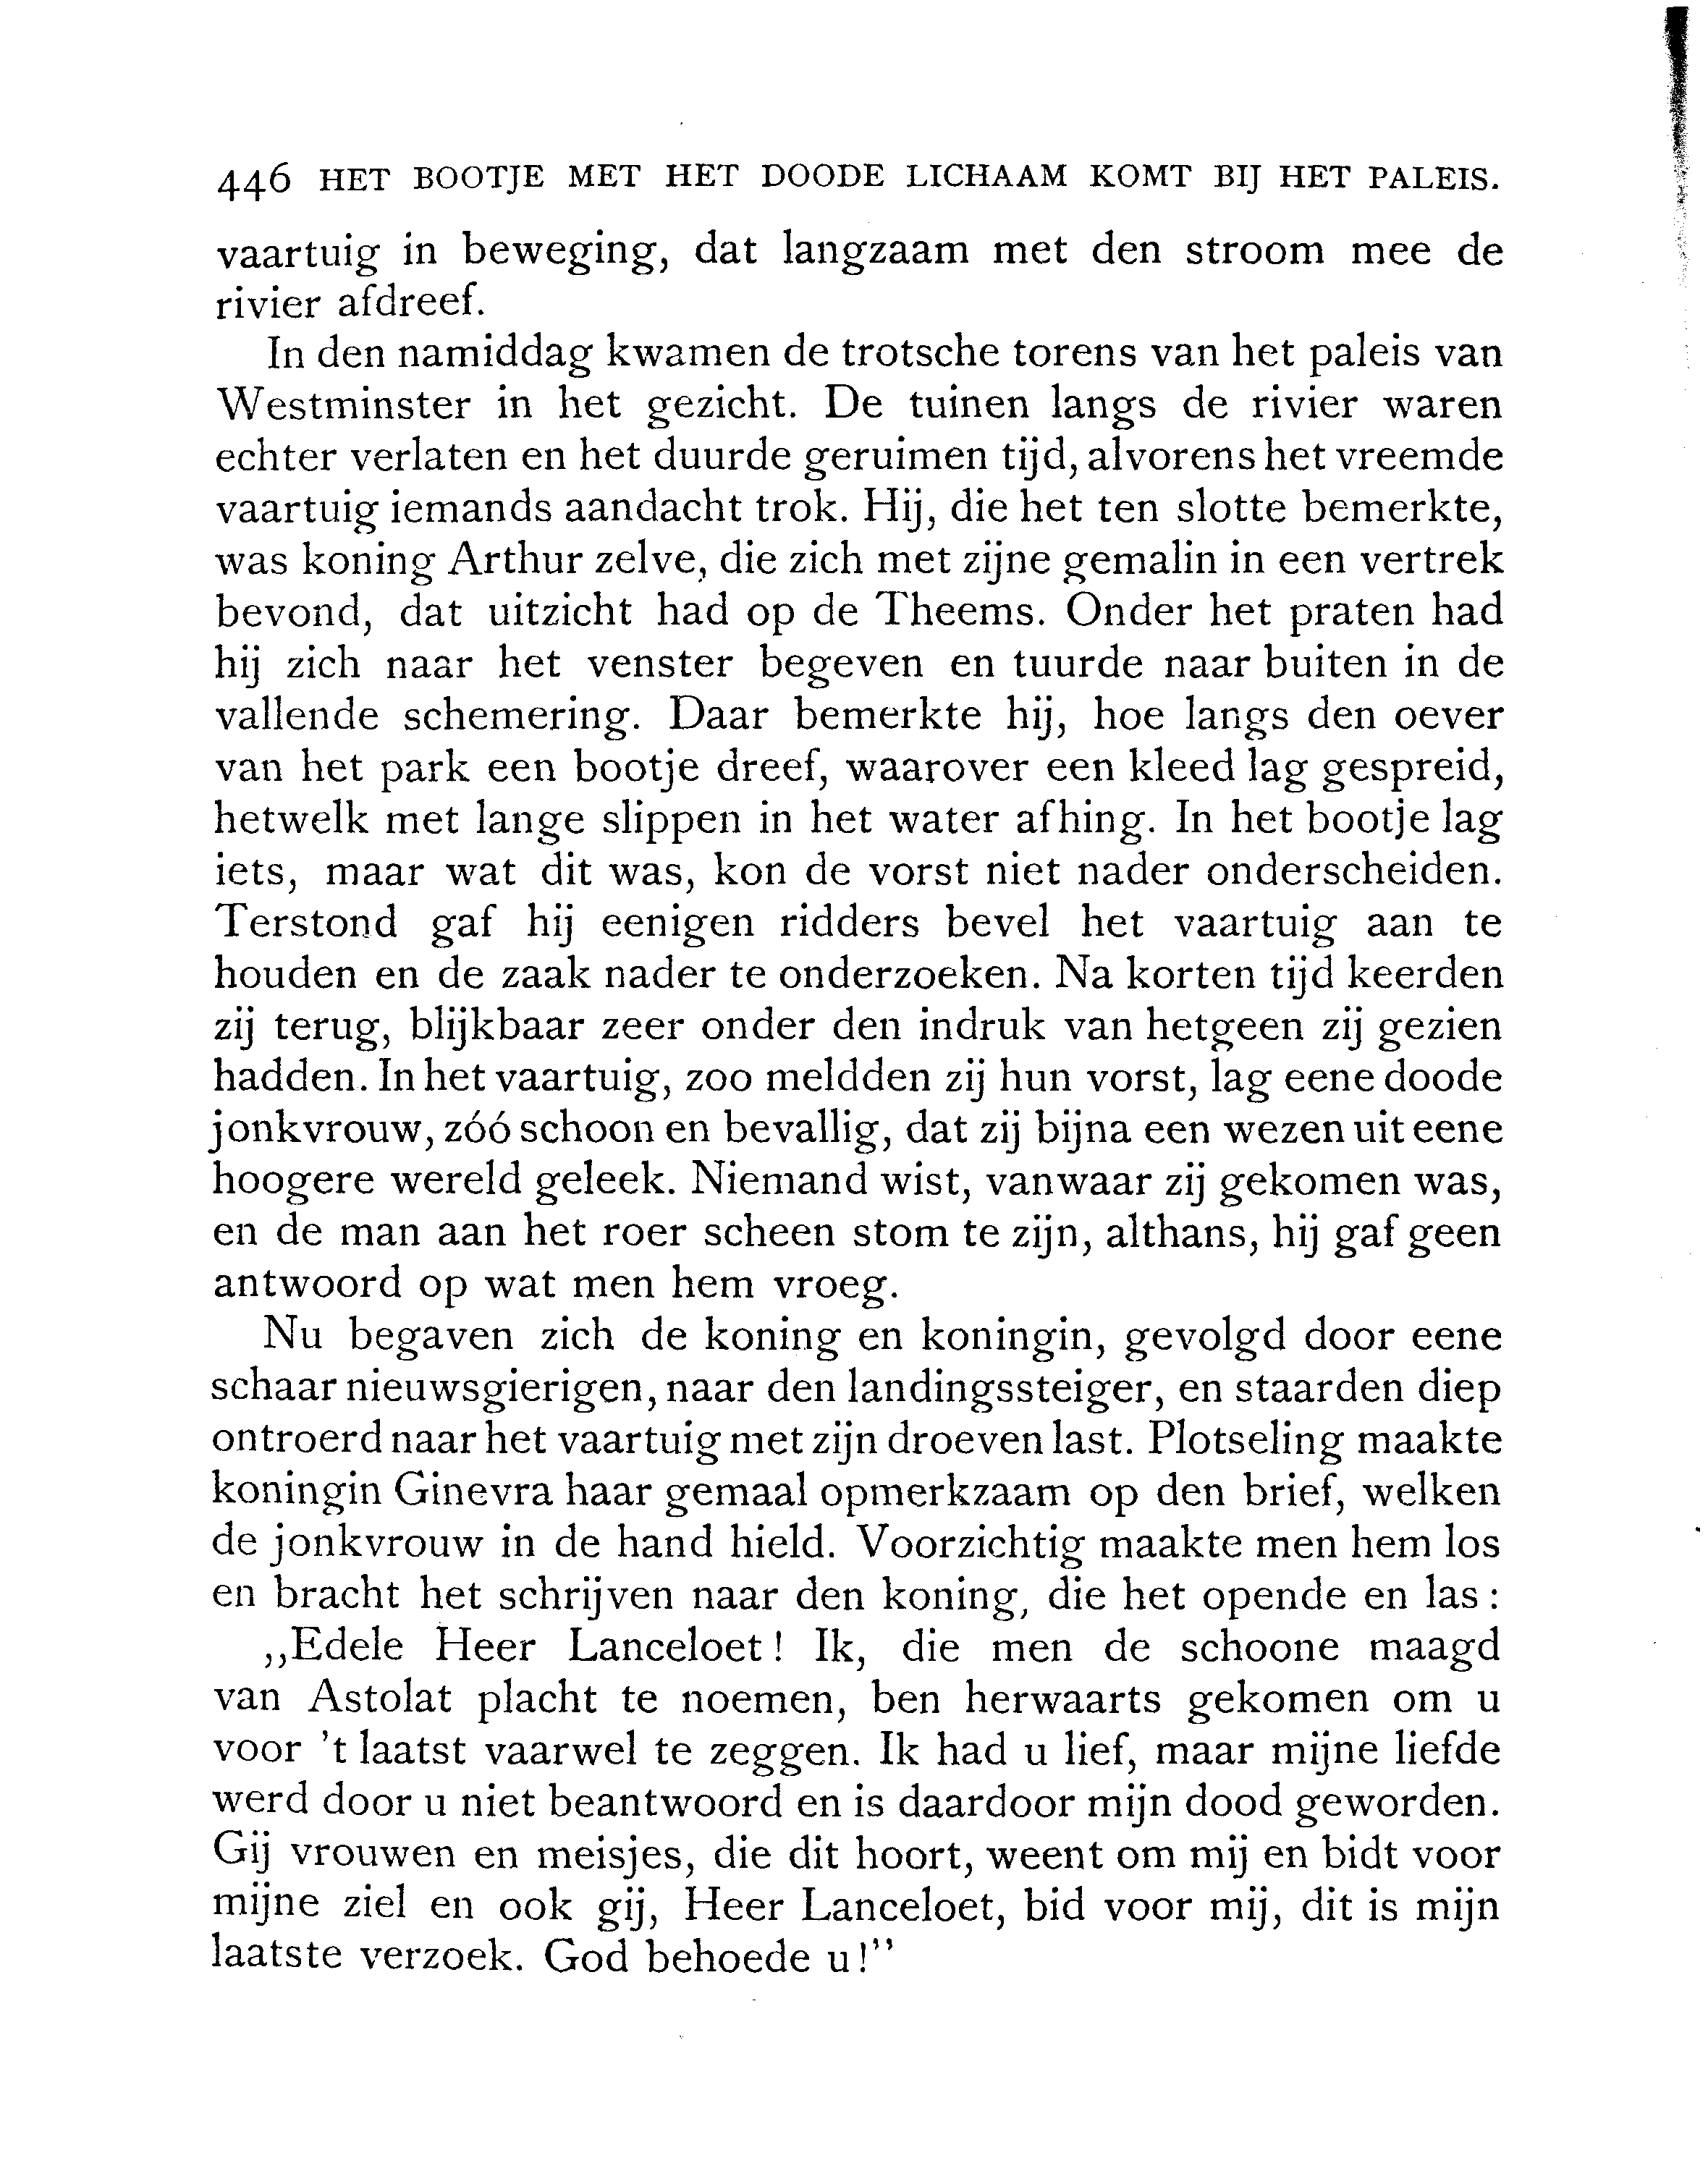 446 HET BOOTJE MET HET DOODE LICHAAM KOMT BIJ HET PALEIS.
vaartuig in beweging, dat langzaam met den stroom mee de
rivier afdreef.
In den namiddag kwamen de trotsche torens van het paleis van
Westminster in het gezicht. De tuinen langs de rivier waren
echter verlaten en het duurde geruimen tijd, alvorens het vreemde
vaartuig iemands aandacht trok. Hij, die het ten slotte bemerkte,
was koning Arthur zelve, die zich met zijne gemalin in een vertrek
bevond, dat uitzicht had op de Theems. Onder het praten had
hij zich naar het venster begeven en tuurde naar buiten in de
vallende schemering. Daar bemerkte hij, hoe langs den oever
van het park een bootje dreef, waarover een kleed lag gespreid,
hetwelk met lange slippen in het water afhing. In het bootje lag
iets, maar wat dit was, kon de vorst niet nader onderscheiden.
Terstond gaf hij eenigen ridders bevel het vaartuig aan te
houden en de zaak nader te onderzoeken. Na korten tijd keerden
zij terug, blijkbaar zeer onder den indruk van hetgeen zij gezien
hadden. In het vaartuig, zoo meldden zij hun vorst, lag eene doode
jonkvrouw, zóó schoon en bevallig, dat zij bijna een wezen uit eene
hoogere wereld geleek. Niemand wist, vanwaar zij gekomen was,
en de man aan het roer scheen stom te zijn, althans, hij gaf geen
antwoord op wat men hem vroeg.
Nu begaven zich de koning en koningin, gevolgd door eene
schaar nieuwsgierigen, naar den landingssteiger, en staarden diep
ontroerd naar het vaartuig met zijn droeven last. Plotseling maakte
koningin Ginevra haar gemaal opmerkzaam op den brief, welken
de jonkvrouw in de hand hield. Voorzichtig maakte men hem los
en bracht het schrijven naar den koning, die het opende en las:
„Edele Heer Lanceloet! Ik, die men de schoone maagd
van Astolat placht te noemen, ben herwaarts gekomen om u
voor 't laatst vaarwel te zeggen. Ik had u lief, maar mijne liefde
werd door u niet beantwoord en is daardoor mijn dood geworden.
Gij vrouwen en meisjes, die dit hoort, weent om mij en bidt voor
mijne ziel en ook gij, Heer Lanceloet, bid voor mij, dit is mijn
laatste verzoek. God behoede u!”